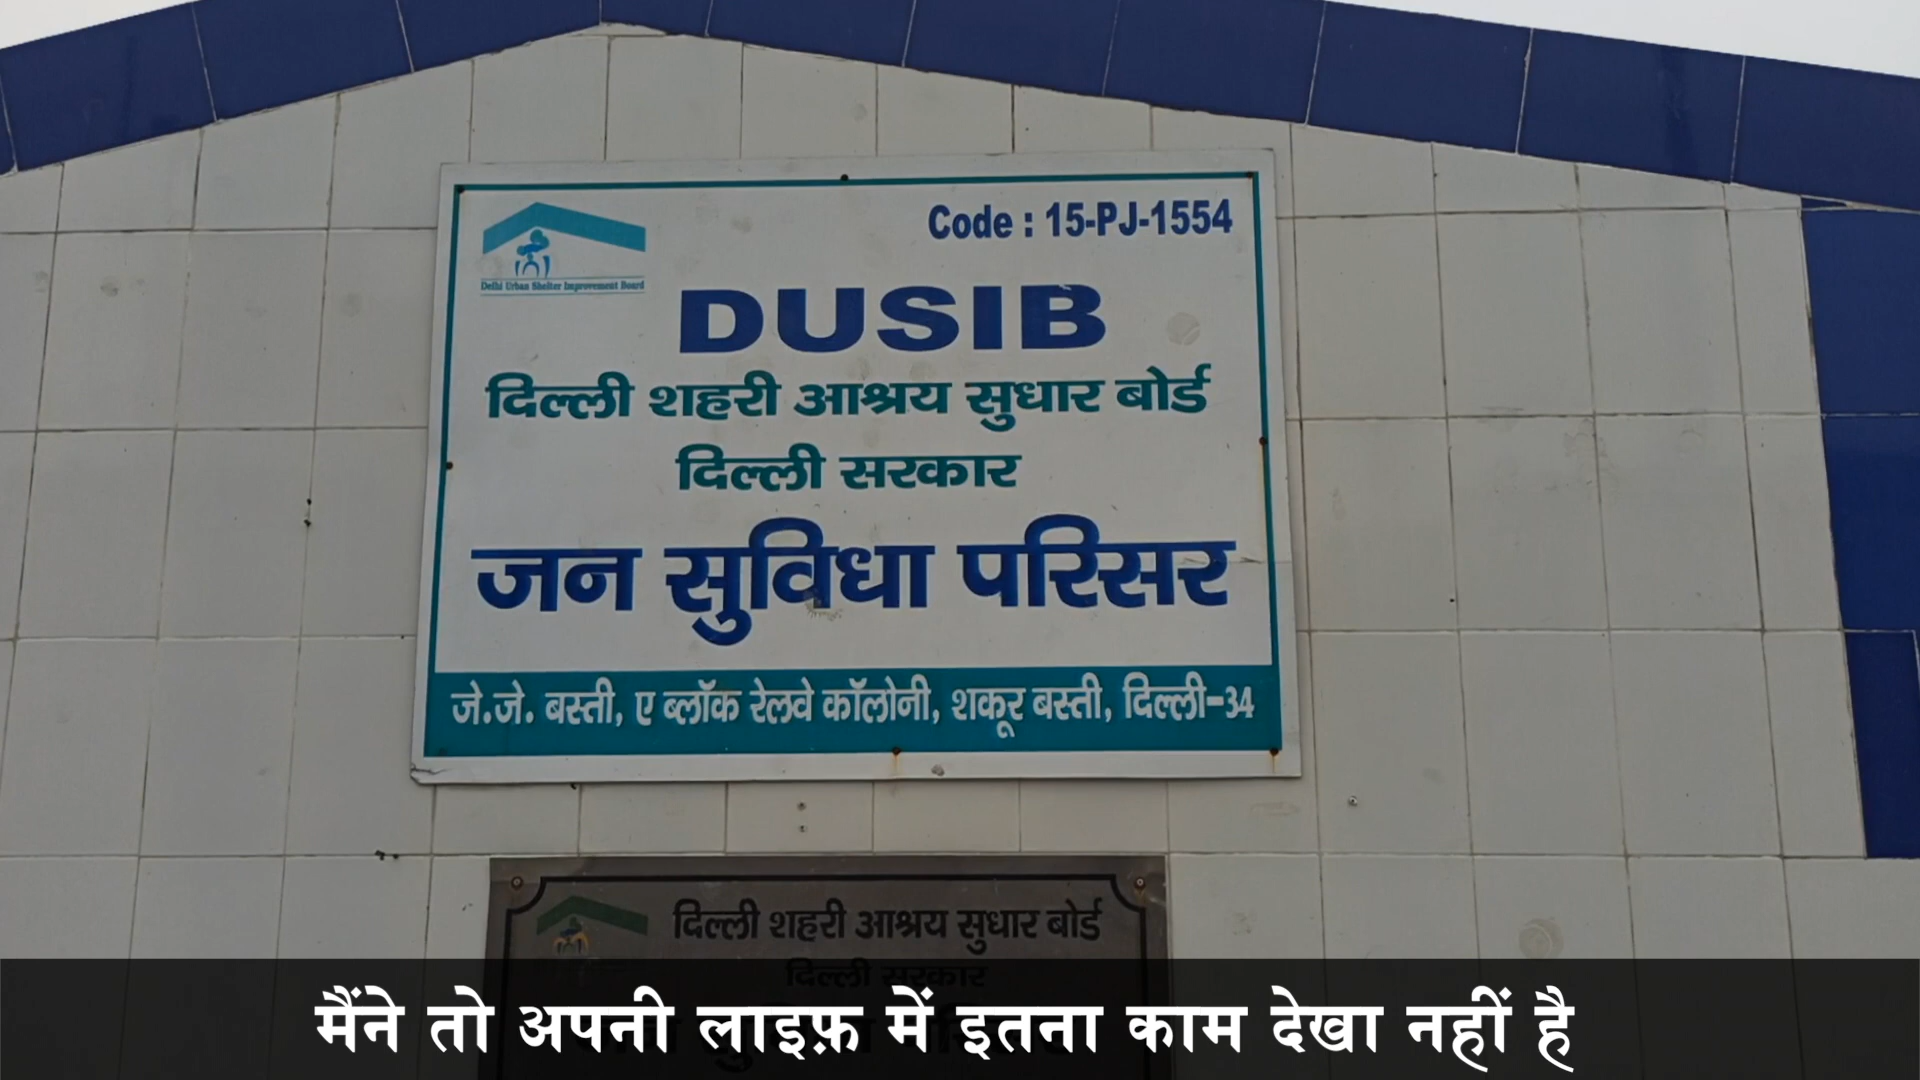 Code : 15-PJ-1554
Delhi Urban Shelter Improvement Board
DUSIB
दिल्ली शहरी आश्रय सुधार बोर्ड
दिल्ली सरकार
जन सुविधा परिसर
जे.जे. बस्ती, ए ब्लॉक रेलवे कॉलोनी, शकूर बस्ती, दिल्ली-34
दिल्ली शहरी आश्रय सुधार बोर्ड
दिल्ली सरकार
मैंने तो अपनी लाइफ़ में इतना काम देखा नहीं है